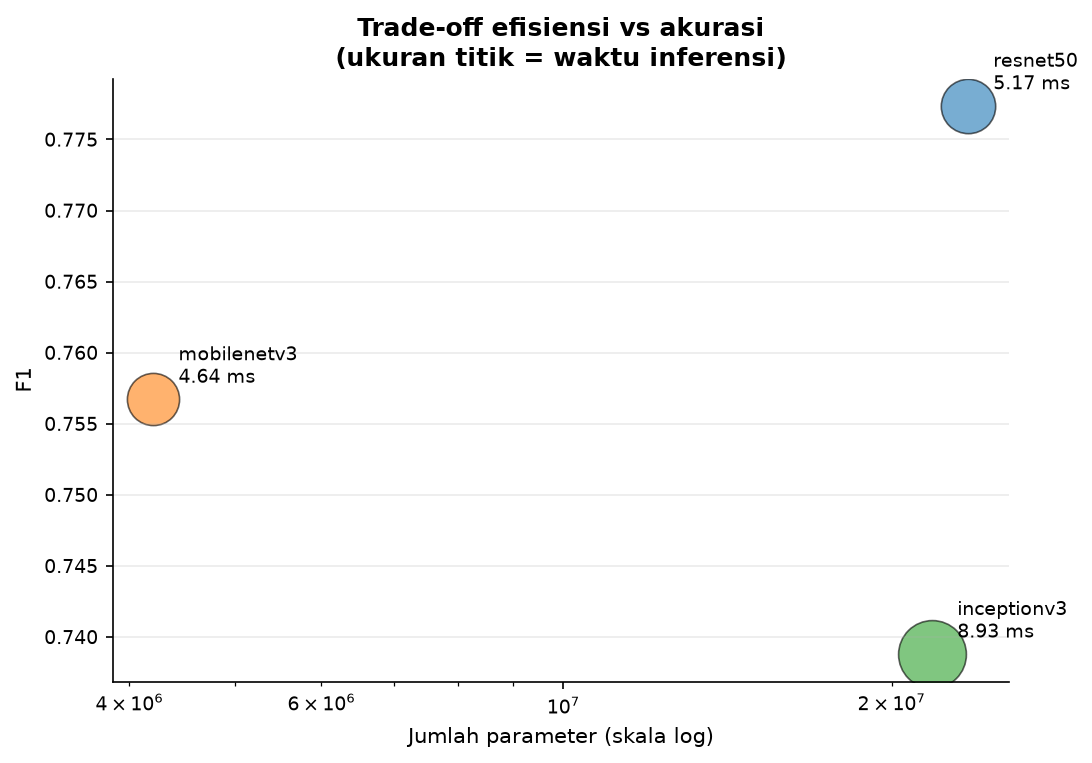 Trade-off efisiensi vs akurasi
(ukuran titik = waktu inferensi)
resnet50
5.17 ms
0.775
0.770
0.765
0.760
mobilenetv3
4.64 ms
F1
0.755
0.750
0.745
inceptionv3
8.93 ms
0.740
4 × 10⁶
6 × 10⁶
10⁷
2 × 10⁷
Jumlah parameter (skala log)